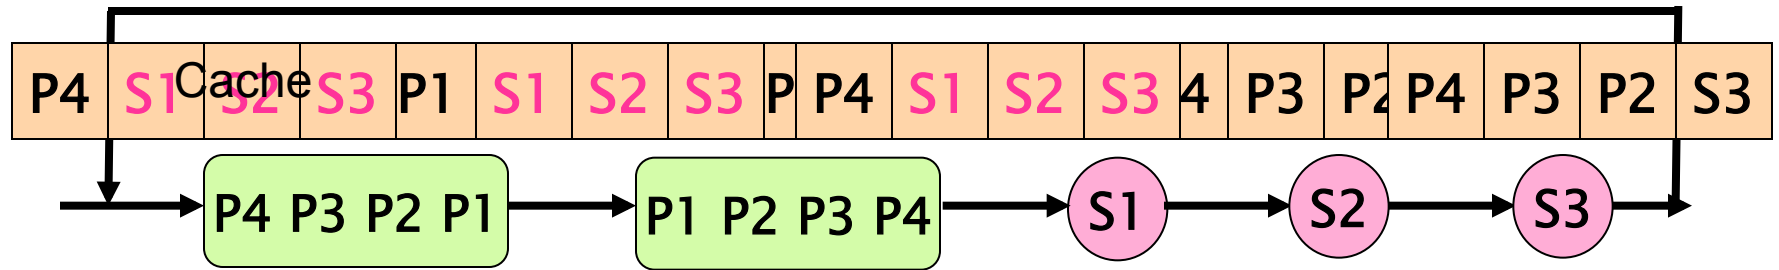 Cache
P4 S1 S2 S3 P1 S1 S2 S3 P P4 S1 S2 S3 4 P3 P2 P4 P3 P2 S3
P4 P3 P2 P1 P1 P2 P3 P4 S1 S2 S3